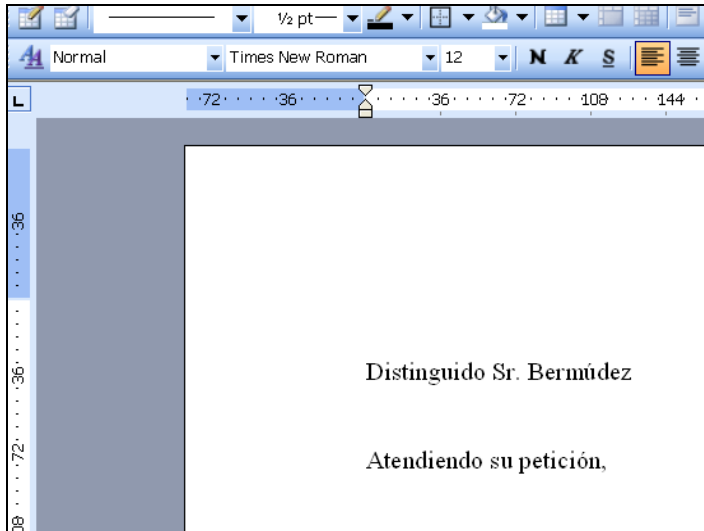 ½ pt
Normal Times New Roman 12 N K S
L
72 36 36 72 108 144
36
36
72
Distinguido Sr. Bermúdez
Atendiendo su petición,